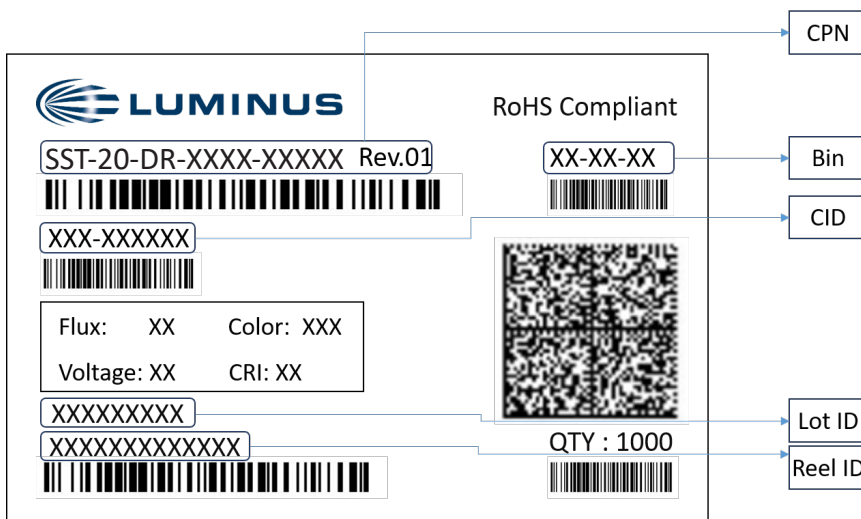 CPN
LUMINUS
RoHS Compliant
SST-20-DR-XXXX-XXXXX Rev.01
XX-XX-XX
Bin
XXX-XXXXXX
CID
Flux: XX Color: XXX
Voltage: XX CRI: XX
XXXXXXXXX
Lot ID
XXXXXXXXXXXXX
QTY : 1000
Reel ID